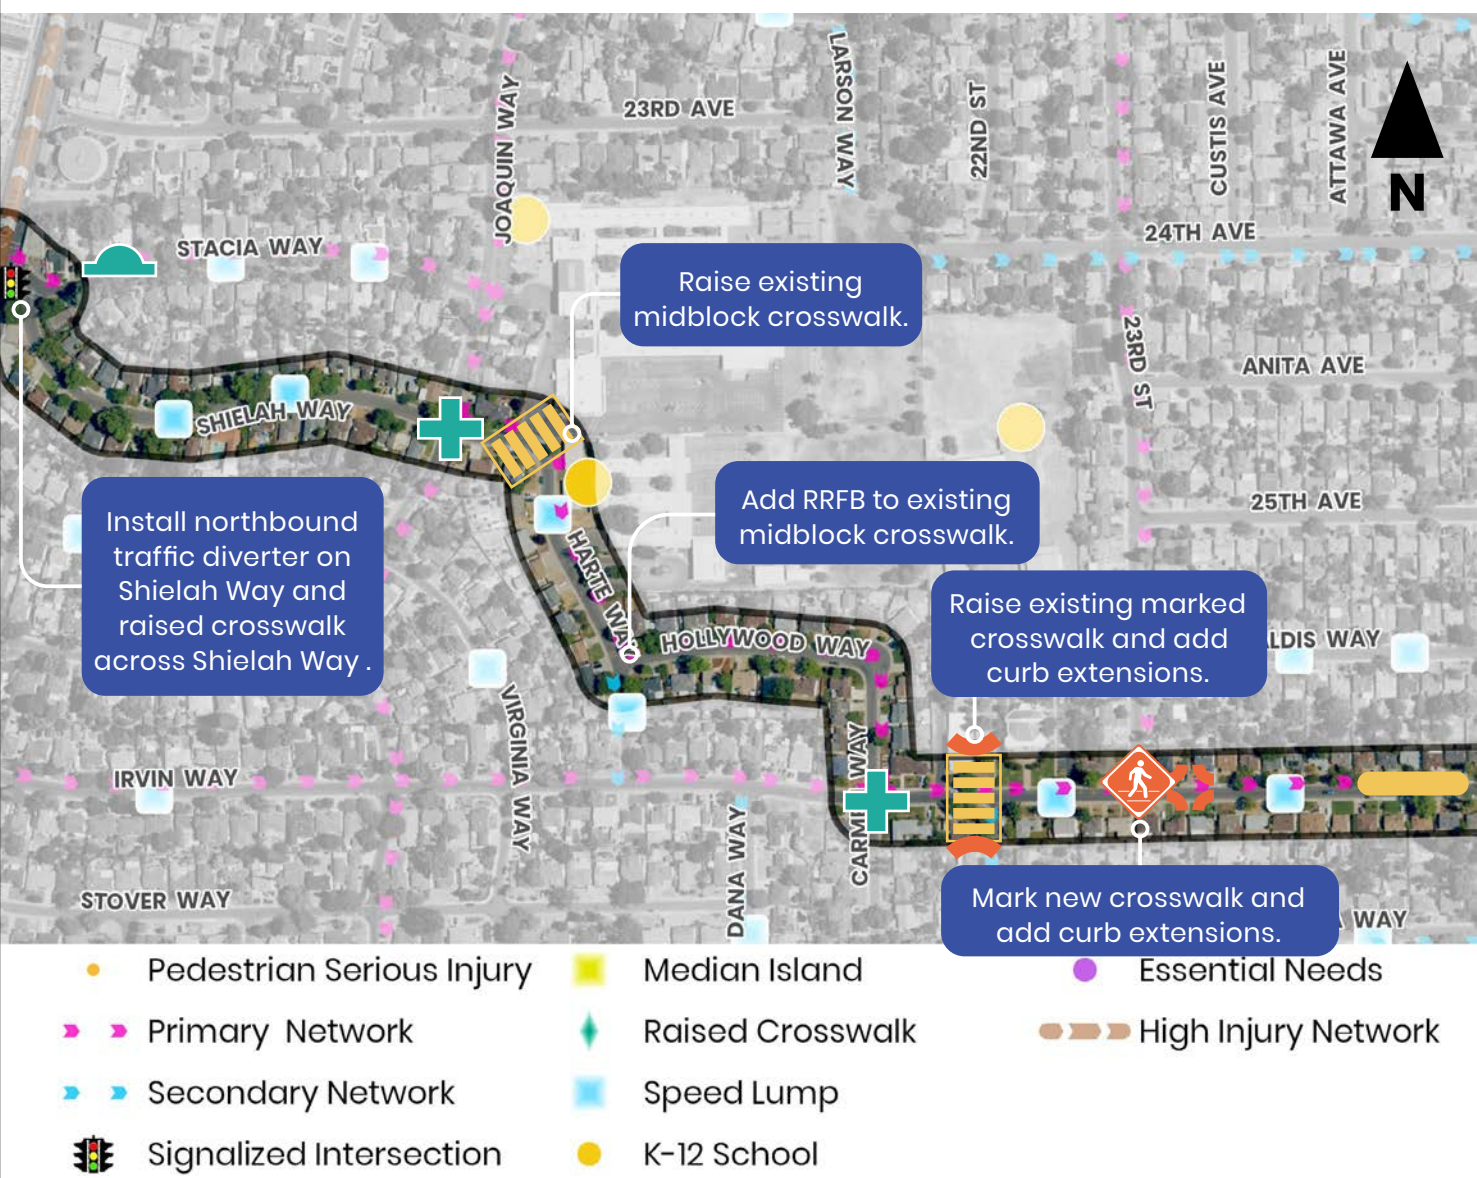 23RD AVE
JOAQUIN WAY
LARSON WAY
22ND ST
CUSTIS AVE
ATTAWA AVE
N
STACIA WAY
24TH AVE
Raise existing
midblock crosswalk.
23RD ST
ANITA AVE
SHIELAH WAY
25TH AVE
Add RRFB to existing
midblock crosswalk.
Install northbound
traffic diverter on
Shielah Way and
raised crosswalk
across Shielah Way .
HARTE WAY
HOLLYWOOD WAY
Raise existing marked
crosswalk and add
curb extensions.
LDIS WAY
VIRGINIA WAY
IRVIN WAY
CARM WAY
DANA WAY
STOVER WAY
Mark new crosswalk and
add curb extensions.
WAY
Pedestrian Serious Injury
Median Island
Essential Needs
Primary Network
Raised Crosswalk
High Injury Network
Secondary Network
Speed Lump
Signalized Intersection
K-12 School